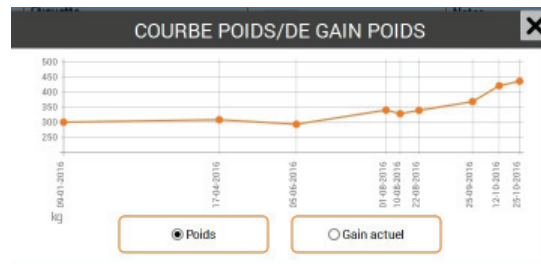 Etiquette
Notes
COURBE POIDS/DE GAIN POIDS
X
500
450
400
350
300
250
09-01-2016
17-04-2016
05-06-2016
01-08-2016
10-08-2016
22-08-2016
25-09-2016
12-10-2016
25-10-2016
kg
Poids
Gain actuel